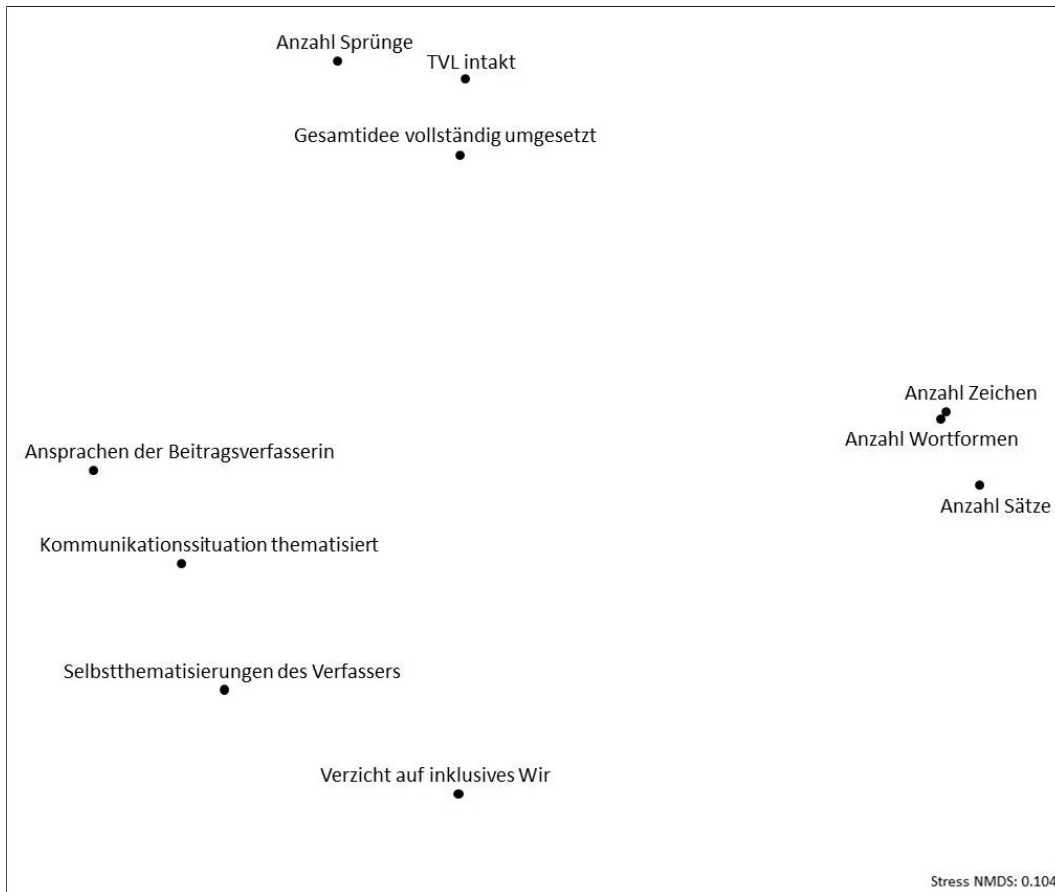 Anzahl Sprünge
TVL intakt
Gesamtidee vollständig umgesetzt
Anzahl Zeichen
Anzahl Wortformen
Ansprachen der Beitragsverfasserin
Anzahl Sätze
Kommunikationssituation thematisiert
Selbstthematisierungen des Verfassers
Verzicht auf inklusives Wir
Stress NMDS: 0.104